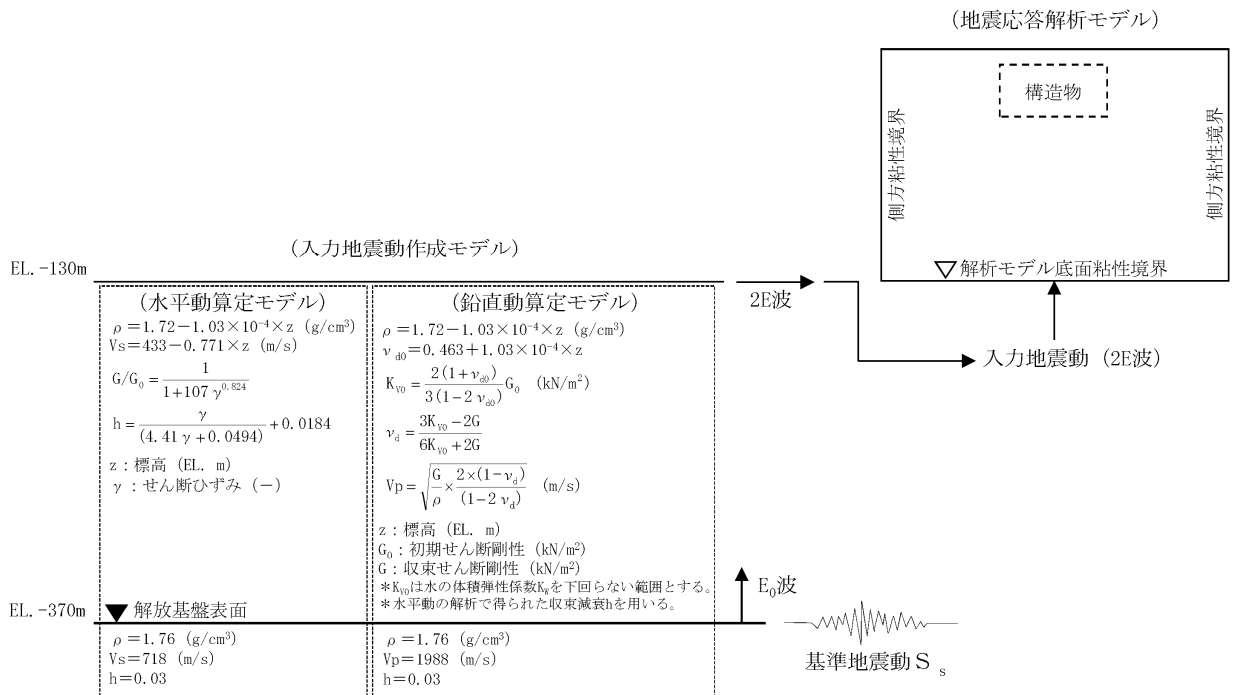 (地震応答解析モデル)
構造物
側方粘性境界
側方粘性境界
▽解析モデル底面粘性境界
(入力地震動作成モデル)
EL.-130m
2E波
入力地震動 (2E波)
(水平動算定モデル)
ρ=1.72-1.03×10⁻⁴×z (g/cm³)
Vs=433-0.771×z (m/s)
G/G₀ = 1/(1+107 γ^0.824)
h = γ/(4.41 γ+0.0494) +0.0184
z:標高 (EL. m)
γ:せん断ひずみ (-)
(鉛直動算定モデル)
ρ=1.72-1.03×10⁻⁴×z (g/cm³)
ν_d0=0.463+1.03×10⁻⁴×z
K_V0 = 2(1+ν_d0)/3(1-2ν_d0) G₀ (kN/m²)
ν_d = (3K_V0-2G)/(6K_V0+2G)
Vp = √(G/ρ × 2×(1-ν_d)/(1-2ν_d)) (m/s)
z:標高 (EL. m)
G₀:初期せん断剛性 (kN/m²)
G:収束せん断剛性 (kN/m²)
*K_V0は水の体積弾性係数K_Wを下回らない範囲とする。
*水平動の解析で得られた収束減衰hを用いる。
E₀波
EL.-370m
▼解放基盤表面
ρ=1.76 (g/cm³)
Vs=718 (m/s)
h=0.03
ρ=1.76 (g/cm³)
Vp=1988 (m/s)
h=0.03
基準地震動Ss